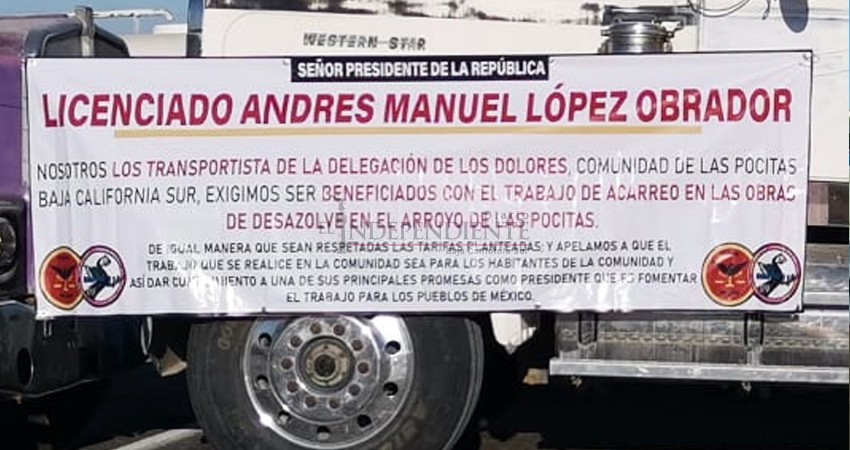 WESTERN STAR
SEÑOR PRESIDENTE DE LA REPÚBLICA
LICENCIADO ANDRES MANUEL LÓPEZ OBRADOR
NOSOTROS LOS TRANSPORTISTA DE LA DELEGACIÓN DE LOS DOLORES, COMUNIDAD DE LAS POCITAS
BAJA CALIFORNIA SUR, EXIGIMOS SER BENEFICIADOS CON EL TRABAJO DE ACARREO EN LAS OBRAS
DE DESAZOLVE EN EL ARROYO DE LAS POCITAS.
EL INDEPENDIENTE
DE IGUAL MANERA QUE SEAN RESPETADAS LAS TARIFAS PLANTEADAS; Y APELAMOS A QUE EL
TRABAJO QUE SE REALICE EN LA COMUNIDAD SEA PARA LOS HABITANTES DE LA COMUNIDAD Y
ASÍ DAR CUMPLIMIENTO A UNA DE SUS PRINCIPALES PROMESAS COMO PRESIDENTE QUE ES FOMENTAR
EL TRABAJO PARA LOS PUEBLOS DE MÉXICO.